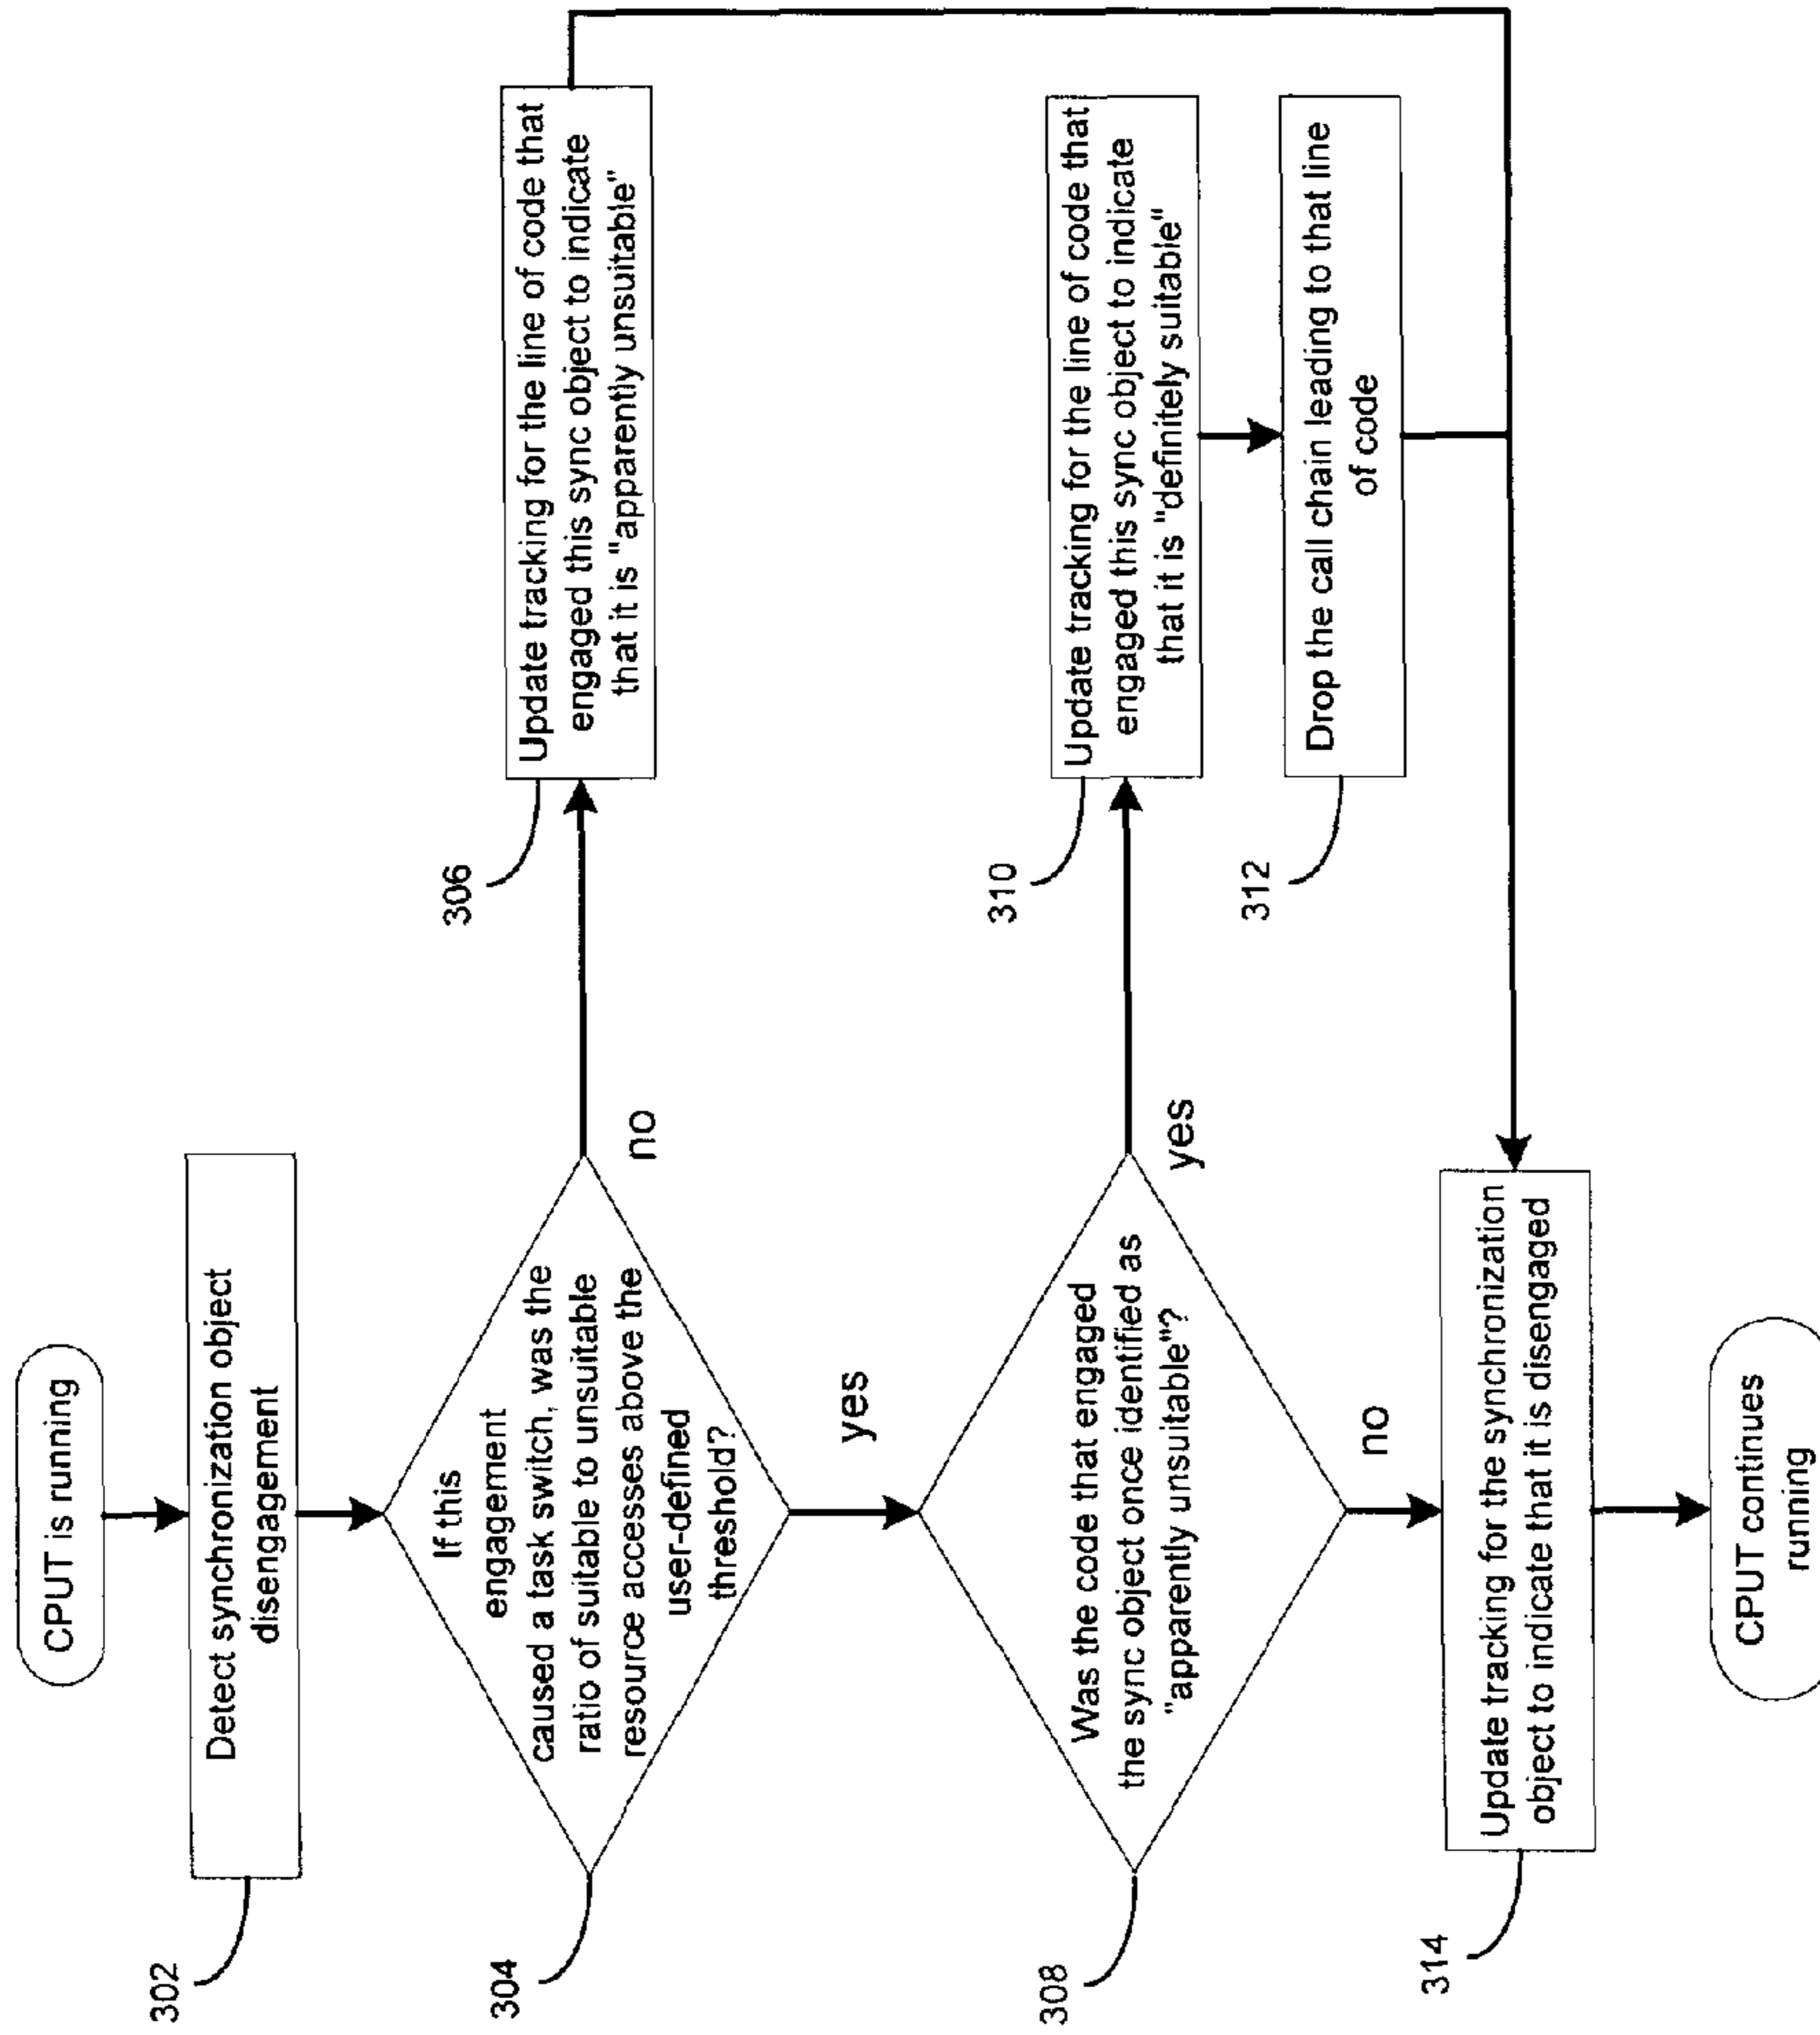 CPUT is running
302
Detect synchronization object
disengagement
304
If this
engagement
caused a task switch, was the
ratio of suitable to unsuitable
resource accesses above the
user-defined
threshold?
no
306
Update tracking for the line of code that
engaged this sync object to indicate
that it is "apparently unsuitable"
yes
308
Was the code that engaged
the sync object once identified as
"apparently unsuitable"?
yes
310
Update tracking for the line of code that
engaged this sync object to indicate
that it is "definitely suitable"
312
Drop the call chain leading to that line
of code
no
314
Update tracking for the synchronization
object to indicate that it is disengaged
CPUT continues
running